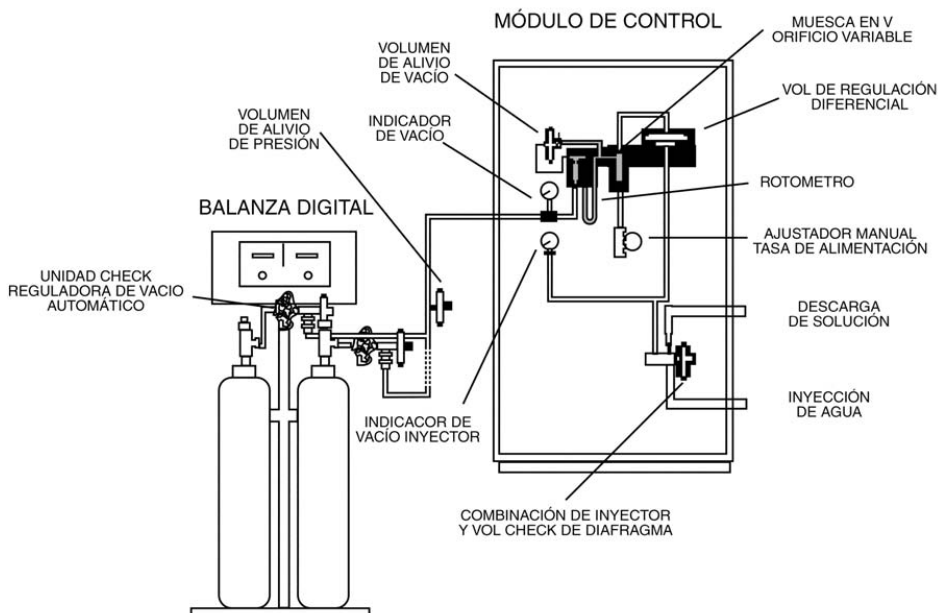 MÓDULO DE CONTROL
VOLUMEN
DE ALIVIO
DE VACÍO
MUESCA EN V
ORIFICIO VARIABLE
VOL DE REGULACIÓN
DIFERENCIAL
VOLUMEN
DE ALIVIO
DE PRESIÓN
INDICADOR
DE VACÍO
ROTOMETRO
BALANZA DIGITAL
AJUSTADOR MANUAL
TASA DE ALIMENTACIÓN
UNIDAD CHECK
REGULADORA DE VACIO
AUTOMÁTICO
DESCARGA
DE SOLUCIÓN
INDICACOR DE
VACÍO INYECTOR
INYECCIÓN
DE AGUA
COMBINACIÓN DE INYECTOR
Y VOL CHECK DE DIAFRAGMA